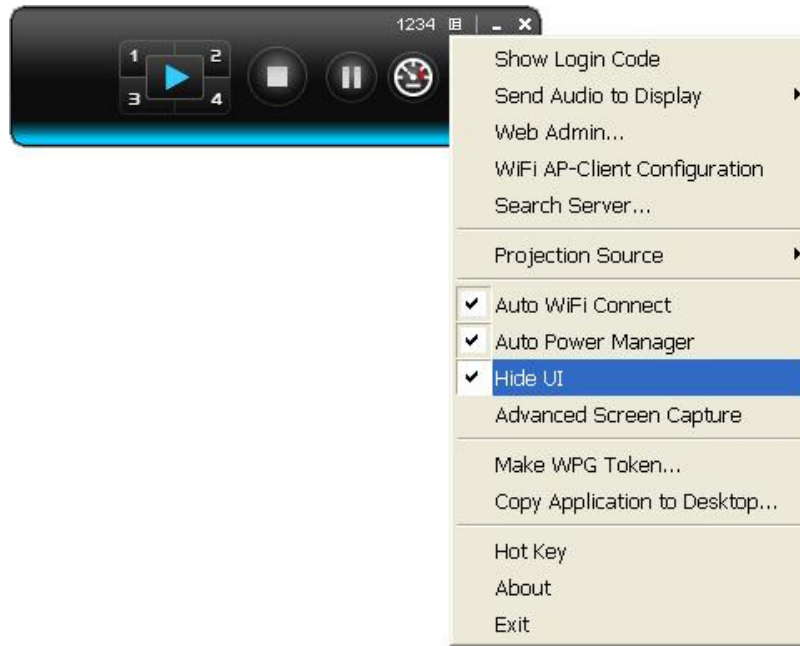 1234
1 2
3 4
Show Login Code
Send Audio to Display
Web Admin...
WiFi AP-Client Configuration
Search Server...
Projection Source
Auto WiFi Connect
Auto Power Manager
Hide UI
Advanced Screen Capture
Make WPG Token...
Copy Application to Desktop...
Hot Key
About
Exit